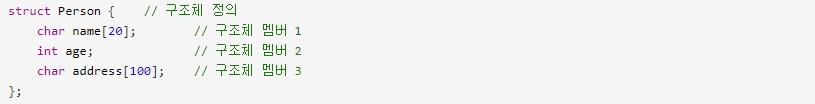 struct Person {    // 구조체 정의
    char name[20];        // 구조체 멤버 1
    int age;              // 구조체 멤버 2
    char address[100];    // 구조체 멤버 3
};